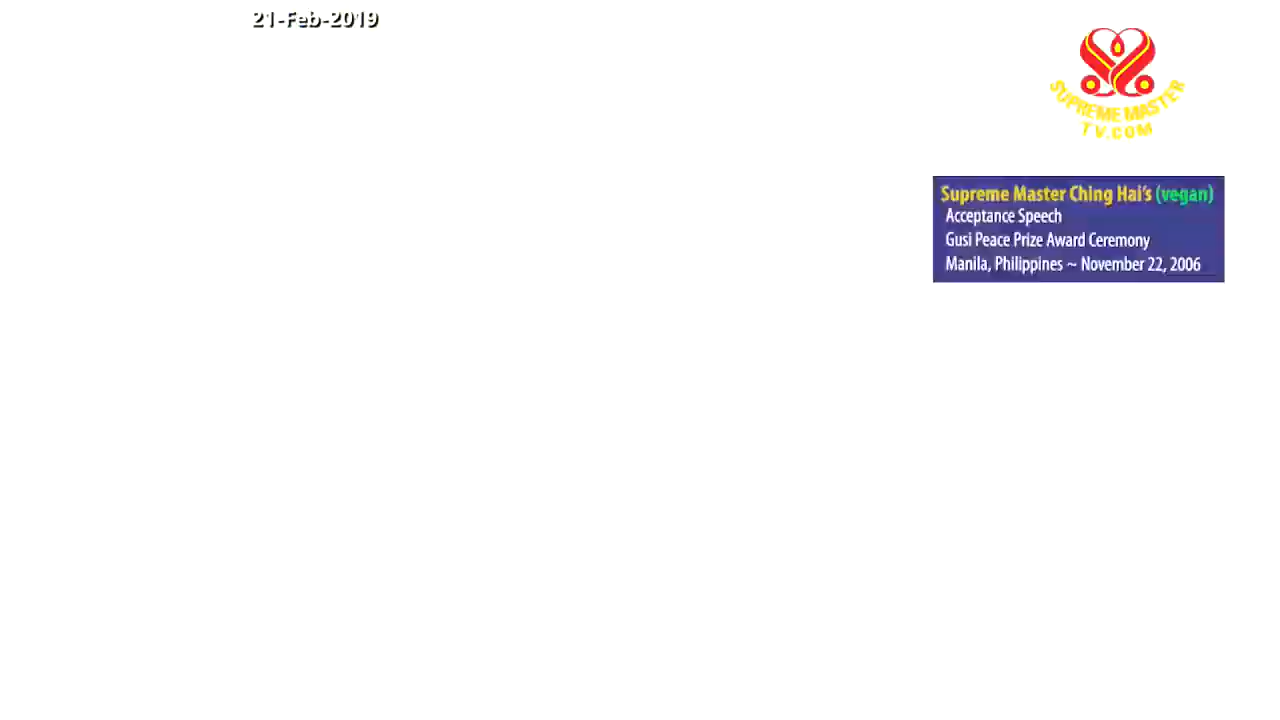 21-Feb-2019
SUPREME MASTER
TV.COM
Supreme Master Ching Hai's (vegan)
Acceptance Speech
Gusi Peace Prize Award Ceremony
Manila, Philippines ~ November 22, 2006